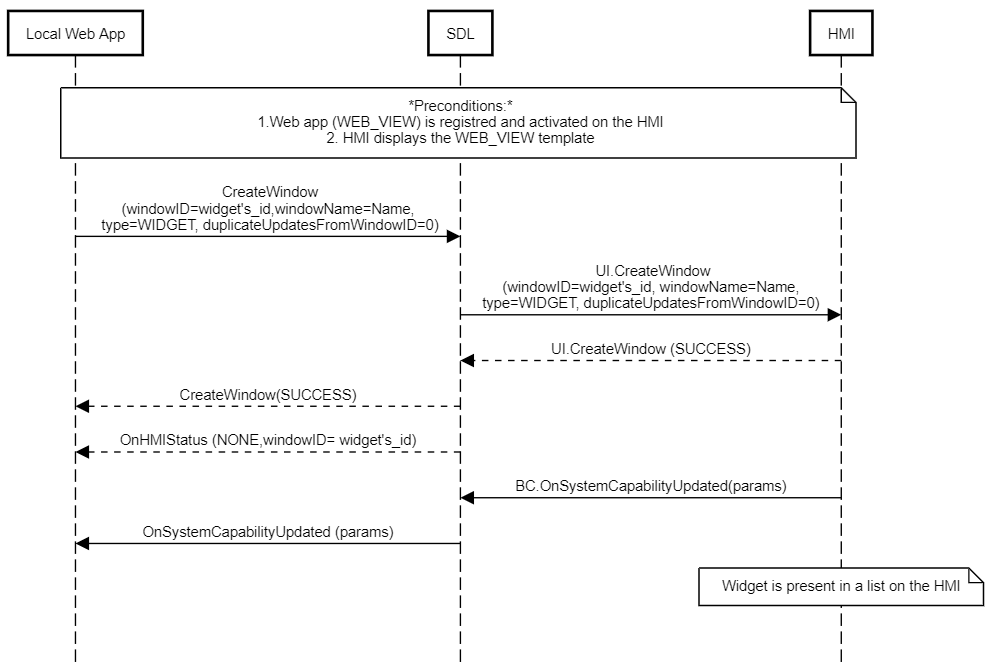 Local Web App
SDL
HMI
*Preconditions:*
1.Web app (WEB_VIEW) is registred and activated on the HMI
2. HMI displays the WEB_VIEW template
CreateWindow
(windowID=widget's_id,windowName=Name,
type=WIDGET, duplicateUpdatesFromWindowID=0)
UI.CreateWindow
(windowID=widget's_id, windowName=Name,
type=WIDGET, duplicateUpdatesFromWindowID=0)
UI.CreateWindow (SUCCESS)
CreateWindow(SUCCESS)
OnHMIStatus (NONE,windowID= widget's_id)
BC.OnSystemCapabilityUpdated(params)
OnSystemCapabilityUpdated (params)
Widget is present in a list on the HMI